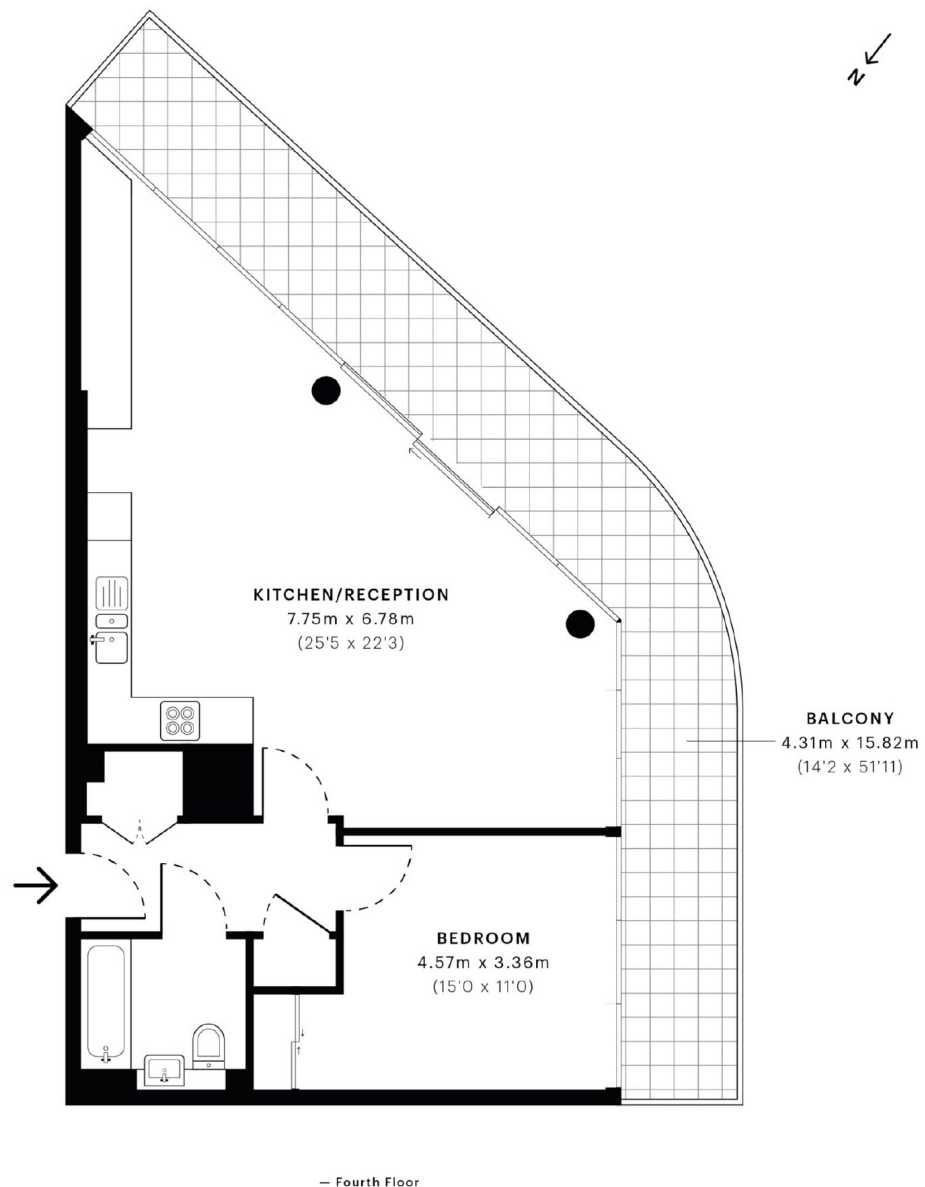 N
KITCHEN/RECEPTION
7.75m x 6.78m
(25'5 x 22'3)
BALCONY
4.31m x 15.82m
(14'2 x 51'11)
BEDROOM
4.57m x 3.36m
(15'0 x 11'0)
— Fourth Floor